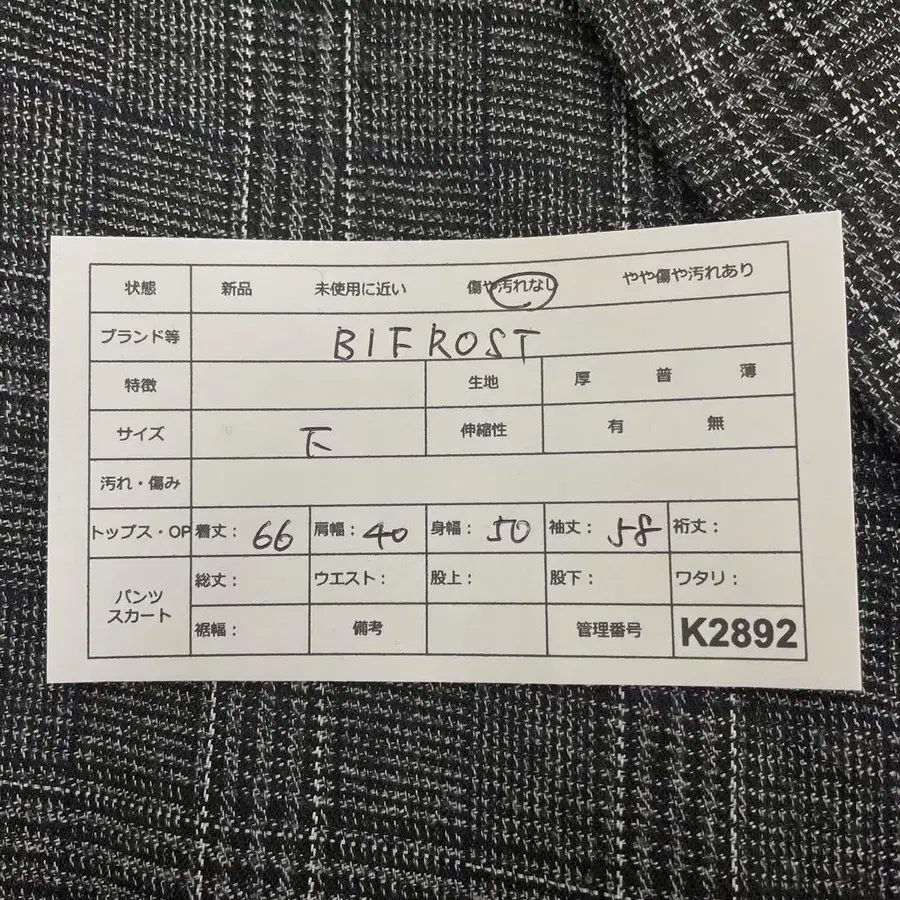 状態 新品 未使用に近い 傷や汚れなし やや傷や汚れあり
ブランド等 BIFROST
特徴 生地 厚 普 薄
サイズ 下 伸縮性 有 無
汚れ・傷み
トップス・OP 着丈: 66 肩幅: 40 身幅: 50 袖丈: 58 裄丈:
パンツ スカート 総丈: ウエスト: 股上: 股下: ワタリ:
裾幅: 備考 管理番号 K2892